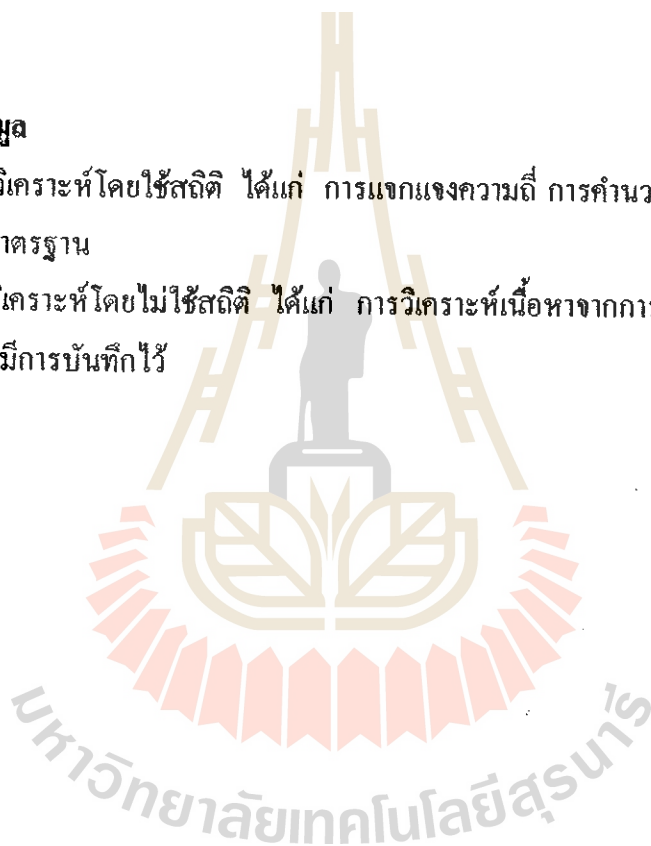 มูล
วิเคราะห์โดยใช้สถิติ ได้แก่ การแจกแจงความถี่ การคำนว
าตรฐาน
วิเคราะห์โดยไม่ใช้สถิติ ได้แก่ การวิเคราะห์เนื้อหาจากการ
มีการบันทึกไว้
มหาวิทยาลัยเทคโนโลยีสุรนารี